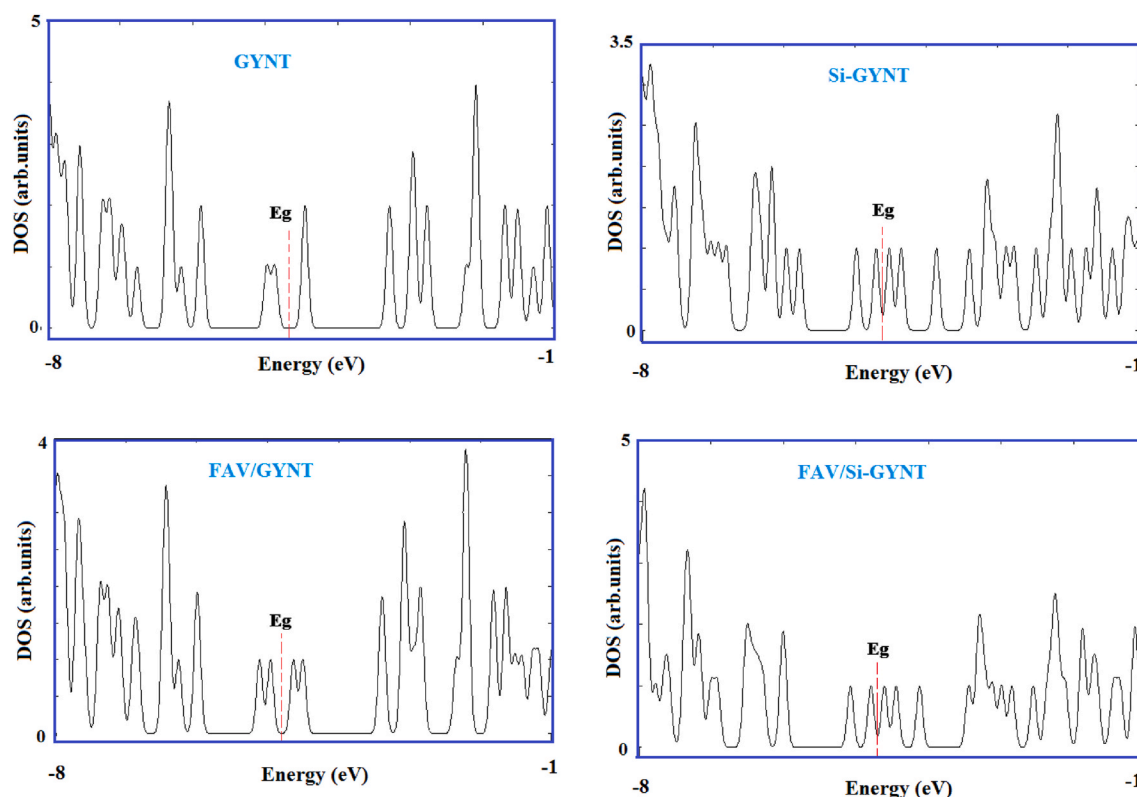 5
GYNT
Eg
DOS (arb.units)
0
-8
Energy (eV)
-1
3.5
Si-GYNT
Eg
DOS (arb.units)
0
-8
Energy (eV)
-1
4
FAV/GYNT
Eg
DOS (arb.units)
0
-8
Energy (eV)
-1
5
FAV/Si-GYNT
Eg
DOS (arb.units)
0
-8
Energy (eV)
-1